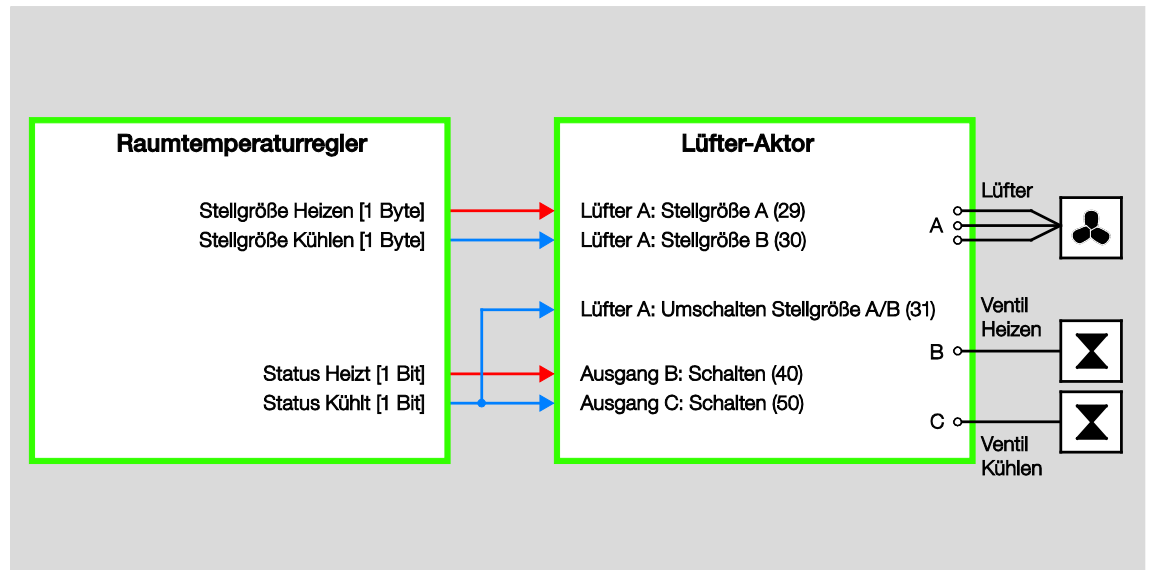 Raumtemperaturregler
Stellgröße Heizen [1 Byte]
Stellgröße Kühlen [1 Byte]
Status Heizt [1 Bit]
Status Kühlt [1 Bit]
Lüfter-Aktor
Lüfter A: Stellgröße A (29)
Lüfter A: Stellgröße B (30)
Lüfter A: Umschalten Stellgröße A/B (31)
Ausgang B: Schalten (40)
Ausgang C: Schalten (50)
A
B
C
Lüfter
Ventil
Heizen
Ventil
Kühlen